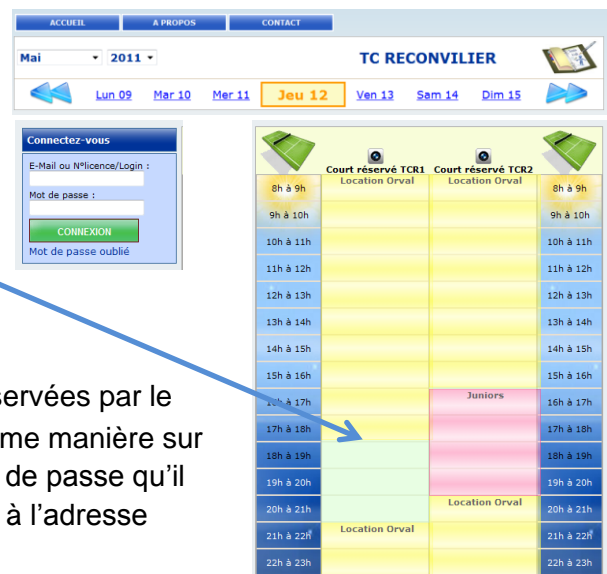 ACCUEIL A PROPOS CONTACT
Mai 2011 TC RECONVILIER
Lun 09 Mar 10 Mer 11 Jeu 12 Ven 13 Sam 14 Dim 15
Connectez-vous
E-Mail ou N°licence/Login :
Mot de passe :
CONNEXION
Mot de passe oublié
Court réservé TCR1 Court réservé TCR2
8h à 9h Location Orval Location Orval 8h à 9h
9h à 10h 9h à 10h
10h à 11h 10h à 11h
11h à 12h 11h à 12h
12h à 13h 12h à 13h
13h à 14h 13h à 14h
14h à 15h 14h à 15h
15h à 16h 15h à 16h
16h à 17h Juniors 16h à 17h
17h à 18h 17h à 18h
18h à 19h 18h à 19h
19h à 20h 19h à 20h
20h à 21h Location Orval 20h à 21h
21h à 22h Location Orval 21h à 22h
22h à 23h 22h à 23h
servées par le
me manière sur
de passe qu’il
à l’adresse